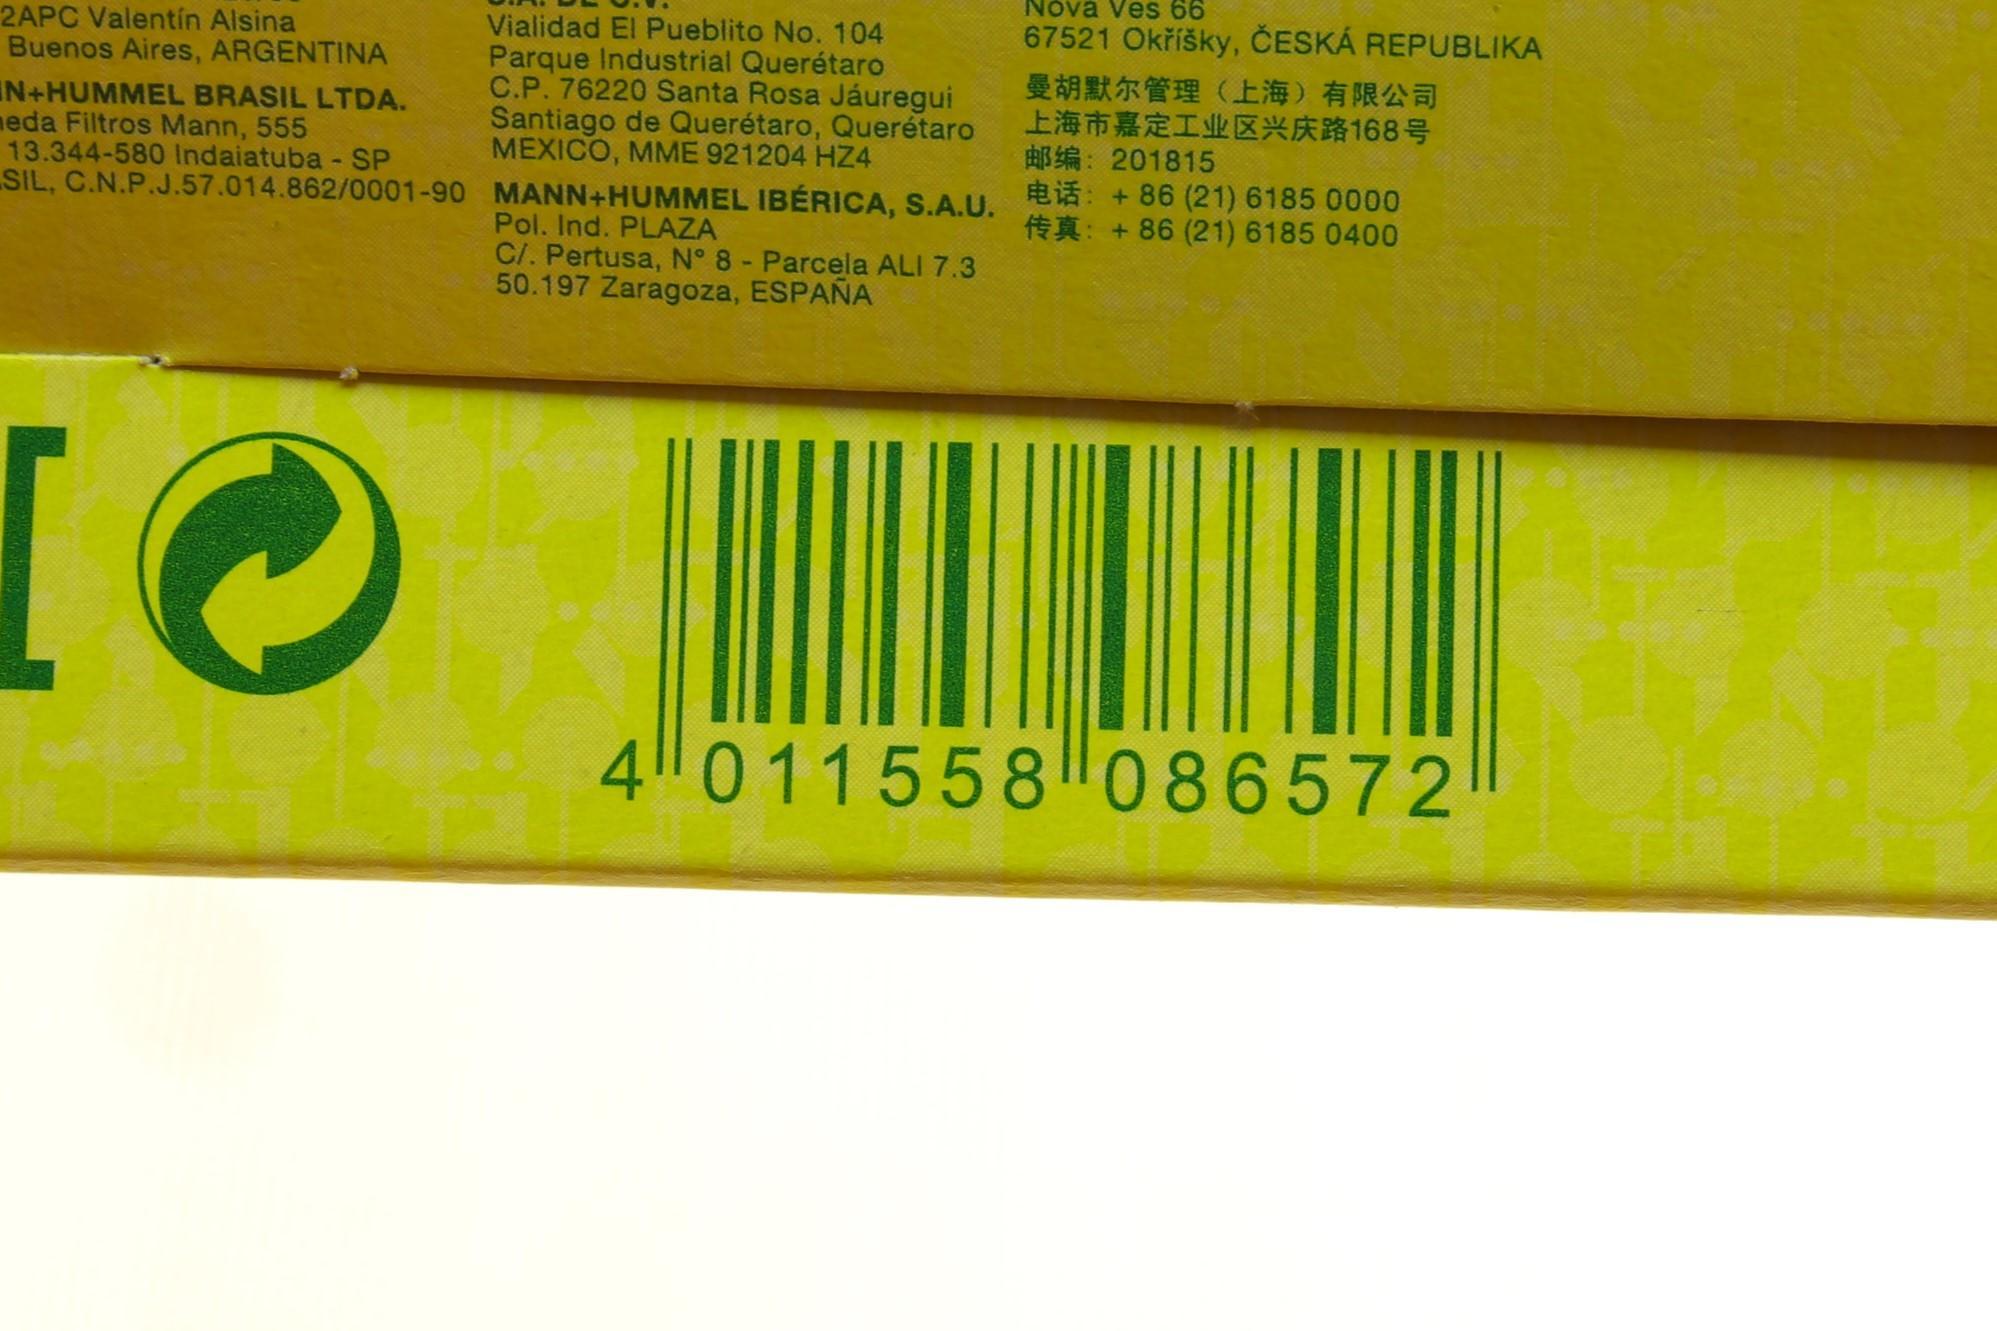 2APC Valentín Alsina
Buenos Aires, ARGENTINA
BRASIL LTDA.
Filtros Mann, 555
13.344-580 Indaiatuba - SP
C.N.P.J.57.014.862/0001-90
S.A. DE C.V.
Vialidad El Pueblito No. 104
Parque Industrial Querétaro
C.P. 76220 Santa Rosa Jáuregui
Santiago de Querétaro, Querétaro
MEXICO, MME 921204 HZ4
MANN+HUMMEL IBÉRICA, S.A.U.
Pol. Ind. PLAZA
C/. Pertusa, N° 8 - Parcela ALI 7.3
50.197 Zaragoza, ESPAÑA
Nová Ves 66
67521 Okříšky, ČESKÁ REPUBLIKA
曼胡默尔管理（上海）有限公司
上海市嘉定工业区兴庆路168号
邮编：201815
电话：+ 86 (21) 6185 0000
传真：+ 86 (21) 6185 0400
4 011558 086572